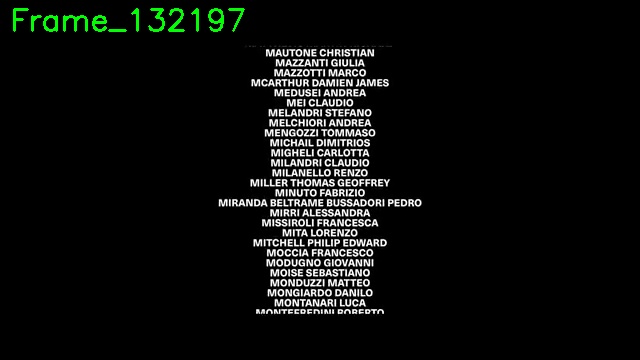 Frame_132197
MAUTONE CHRISTIAN
MAZZANTI GIULIA
MAZZOTTI MARCO
MCARTHUR DAMIEN JAMES
MEDUSEI ANDREA
MEI CLAUDIO
MELANDRI STEFANO
MELCHIORI ANDREA
MENGOZZI TOMMASO
MICHAIL DIMITRIOS
MIGHELI CARLOTTA
MILANDRI CLAUDIO
MILANELLO RENZO
MILLER THOMAS GEOFFREY
MINUTO FABRIZIO
MIRANDA BELTRAME BUSSADORI PEDRO
MIRRI ALESSANDRA
MISSIROLI FRANCESCA
MITA LORENZO
MITCHELL PHILIP EDWARD
MOCCIA FRANCESCO
MODUGNO GIOVANNI
MOISE SEBASTIANO
MONDUZZI MATTEO
MONGIARDO DANILO
MONTANARI LUCA
MONTEFREDINI ROBERTO